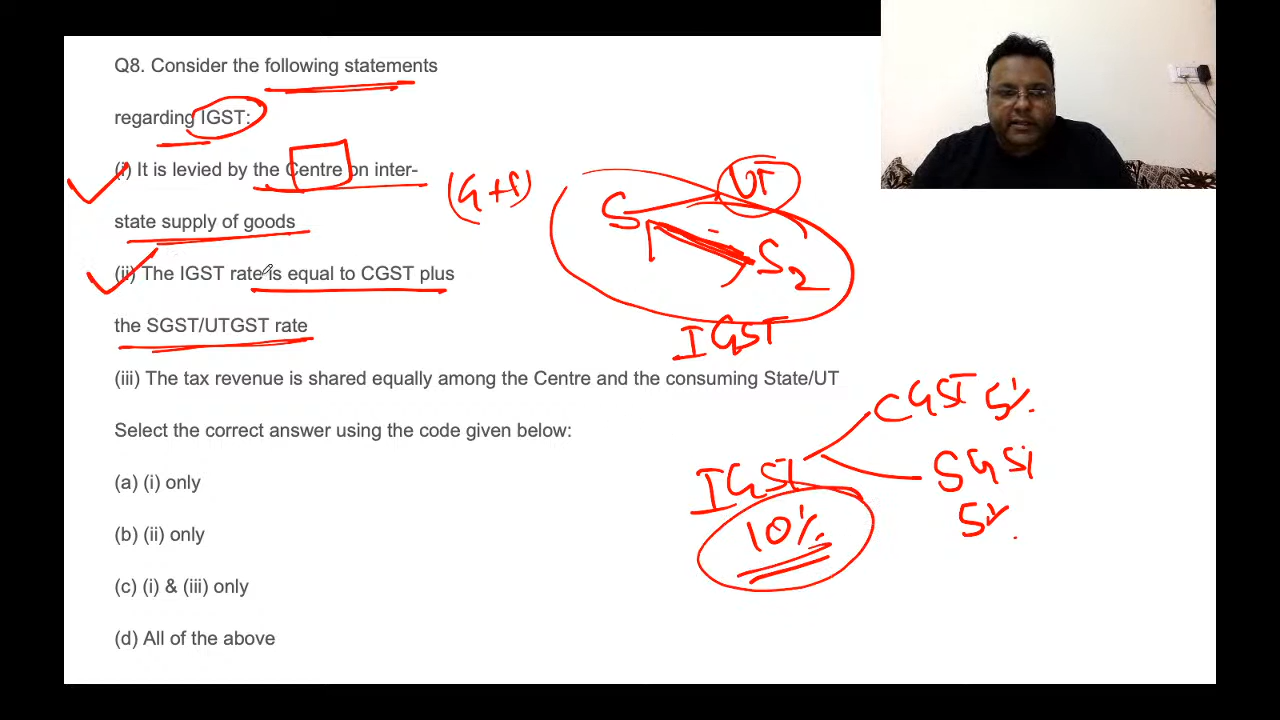 Q8. Consider the following statements
regarding IGST:
(i) It is levied by the Centre on inter-
state supply of goods
(ii) The IGST rate is equal to CGST plus
the SGST/UTGST rate
(iii) The tax revenue is shared equally among the Centre and the consuming State/UT
Select the correct answer using the code given below:
(a) (i) only
(b) (ii) only
(c) (i) & (iii) only
(d) All of the above
UT
S1
S2
IGST
CGST 5%
IGST
SGST
5%
10%